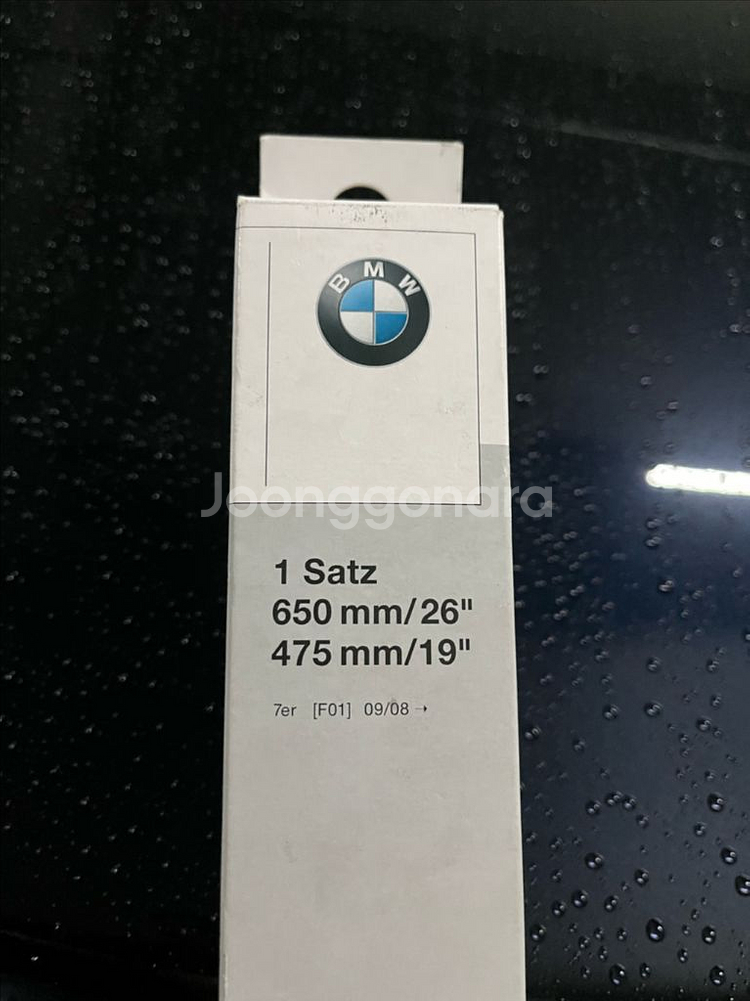 BMW
Joonggonara
1 Satz
650 mm/26"
475 mm/19"
7er [F01] 09/08 →